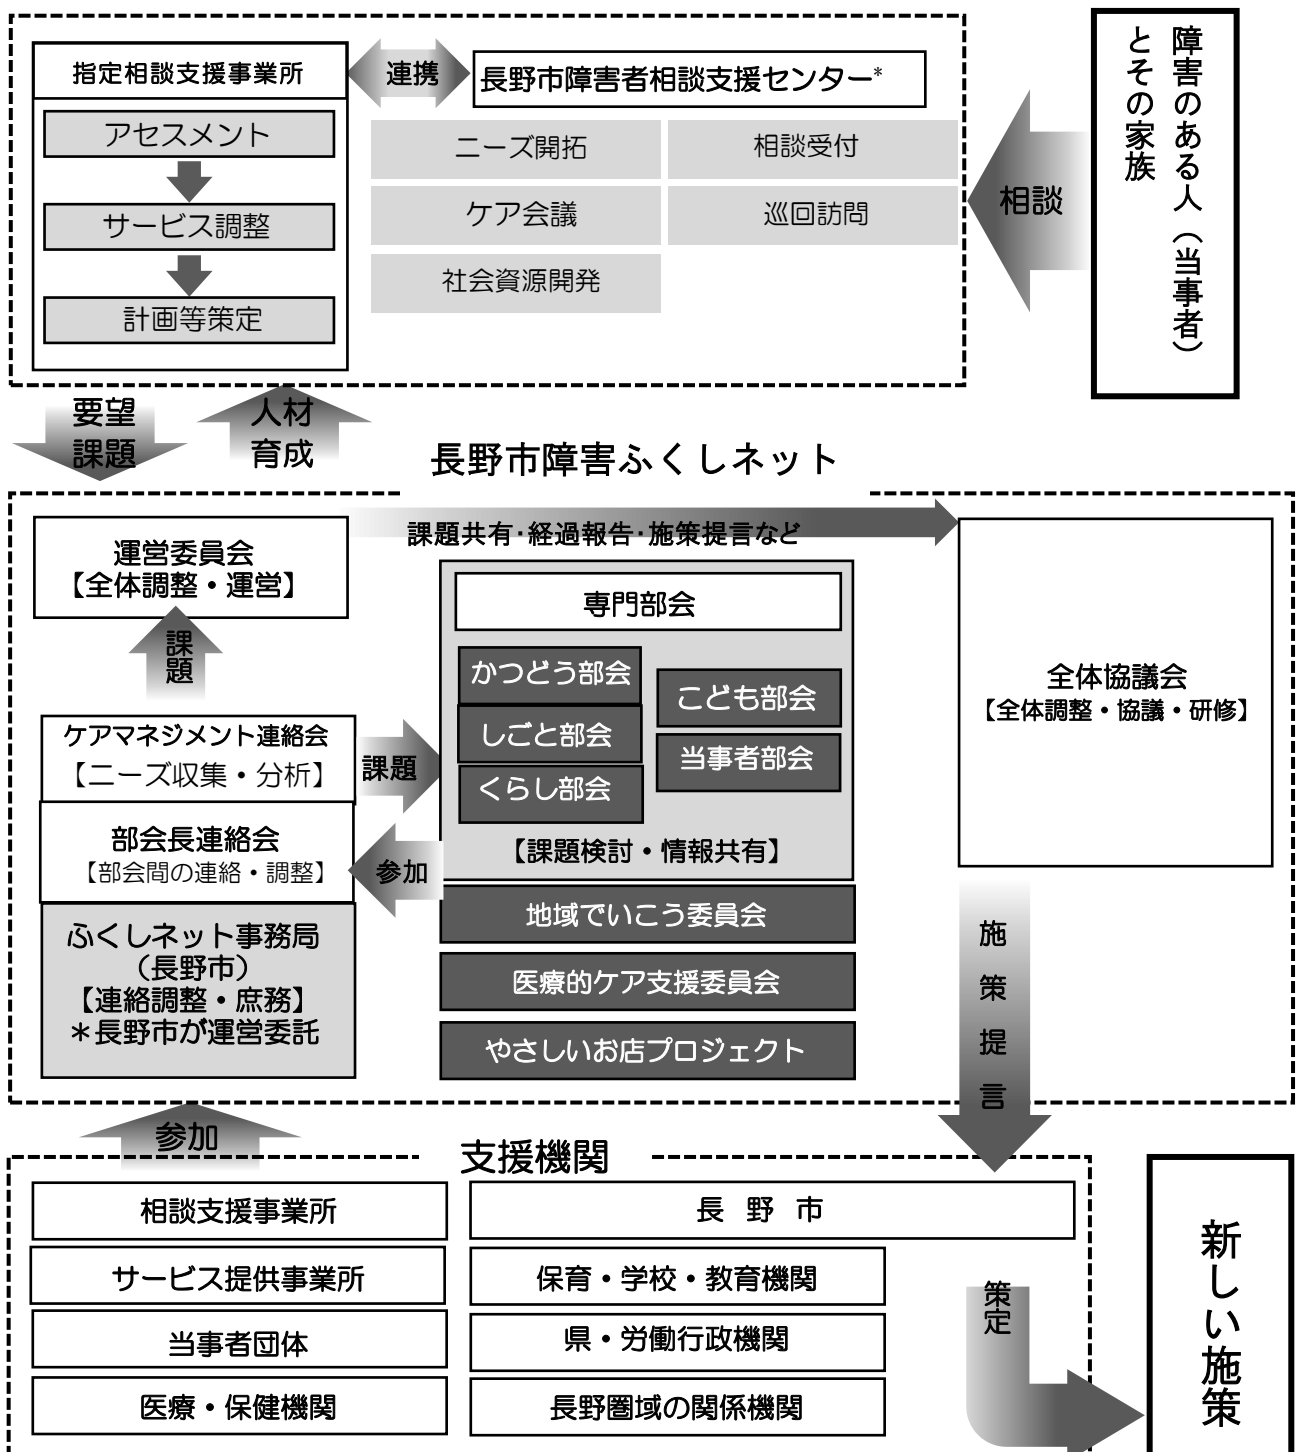 指定相談支援事業所
アセスメント
サービス調整
計画等策定
連携
長野市障害者相談支援センター*
ニーズ開拓
相談受付
ケア会議
巡回訪問
社会資源開発
相談
障害のある人（当事者）
とその家族
要望
課題
人材
育成
長野市障害ふくしネット
運営委員会
【全体調整・運営】
課題共有・経過報告・施策提言など
課題
ケアマネジメント連絡会
【ニーズ収集・分析】
部会長連絡会
【部会間の連絡・調整】
ふくしネット事務局
（長野市）
【連絡調整・庶務】
＊長野市が運営委託
課題
参加
専門部会
かつどう部会
しごと部会
くらし部会
こども部会
当事者部会
【課題検討・情報共有】
地域でいこう委員会
医療的ケア支援委員会
やさしいお店プロジェクト
全体協議会
【全体調整・協議・研修】
施策提言
参加
支援機関
相談支援事業所
サービス提供事業所
当事者団体
医療・保健機関
長 野 市
保育・学校・教育機関
県・労働行政機関
長野圏域の関係機関
策定
新しい施策